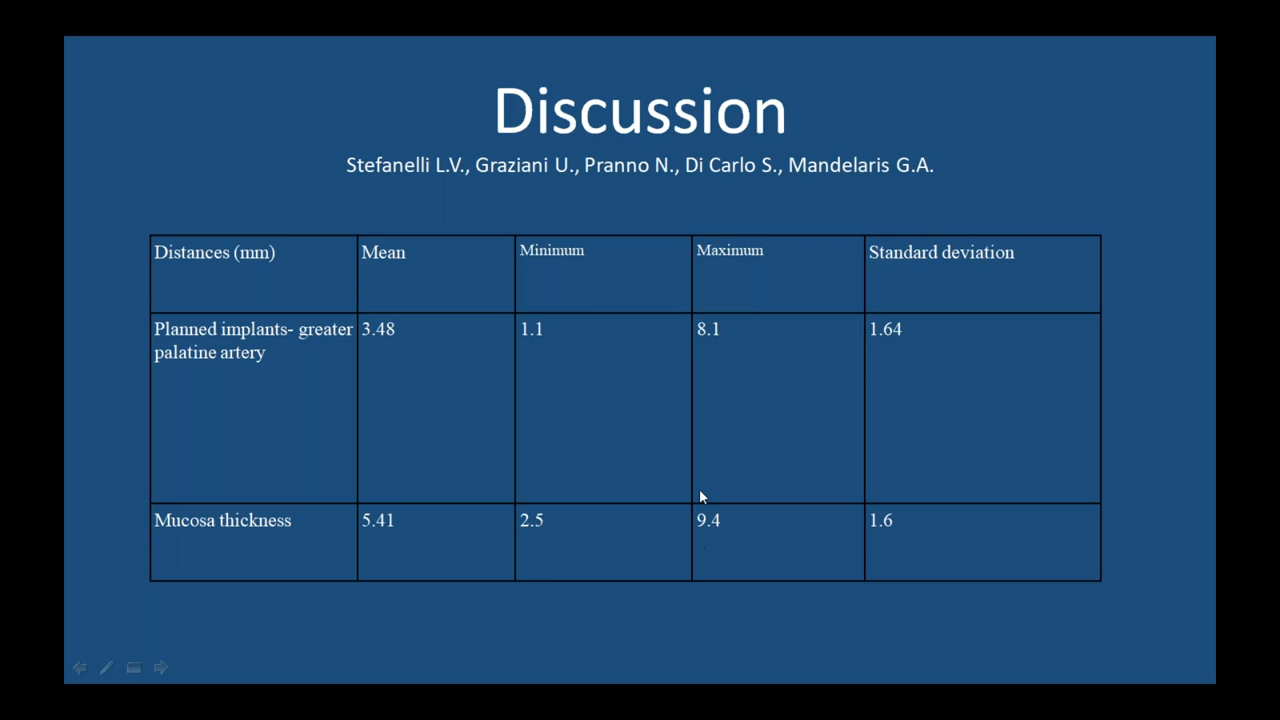 Discussion
Stefanelli L.V., Graziani U., Pranno N., Di Carlo S., Mandelaris G.A.
Distances (mm) Mean Minimum Maximum Standard deviation
Planned implants- greater 3.48 1.1 8.1 1.64
palatine artery
Mucosa thickness 5.41 2.5 9.4 1.6